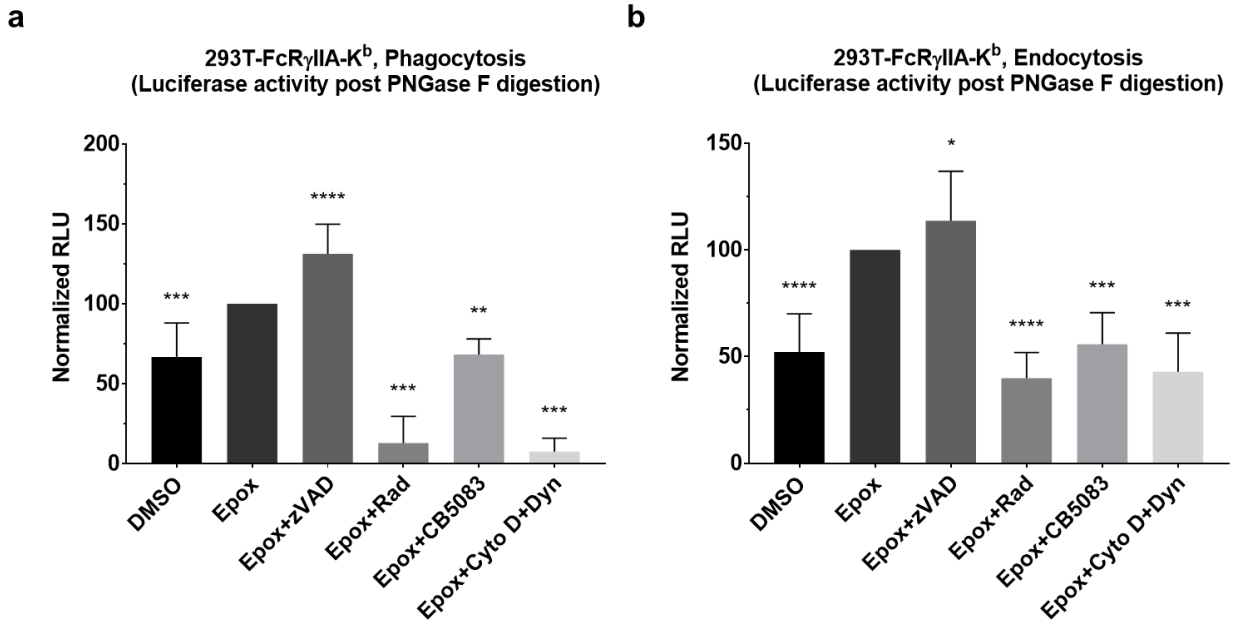 a
293T-FcRγIIA-Kᵇ, Phagocytosis
(Luciferase activity post PNGase F digestion)
Normalized RLU
200
150
100
50
0
***
****
***
**
***
DMSO
Epox
Epox+zVAD
Epox+Rad
Epox+CB5083
Epox+Cyto D+Dyn
b
293T-FcRγIIA-Kᵇ, Endocytosis
(Luciferase activity post PNGase F digestion)
Normalized RLU
150
100
50
0
****
*
****
***
***
DMSO
Epox
Epox+zVAD
Epox+Rad
Epox+CB5083
Epox+Cyto D+Dyn